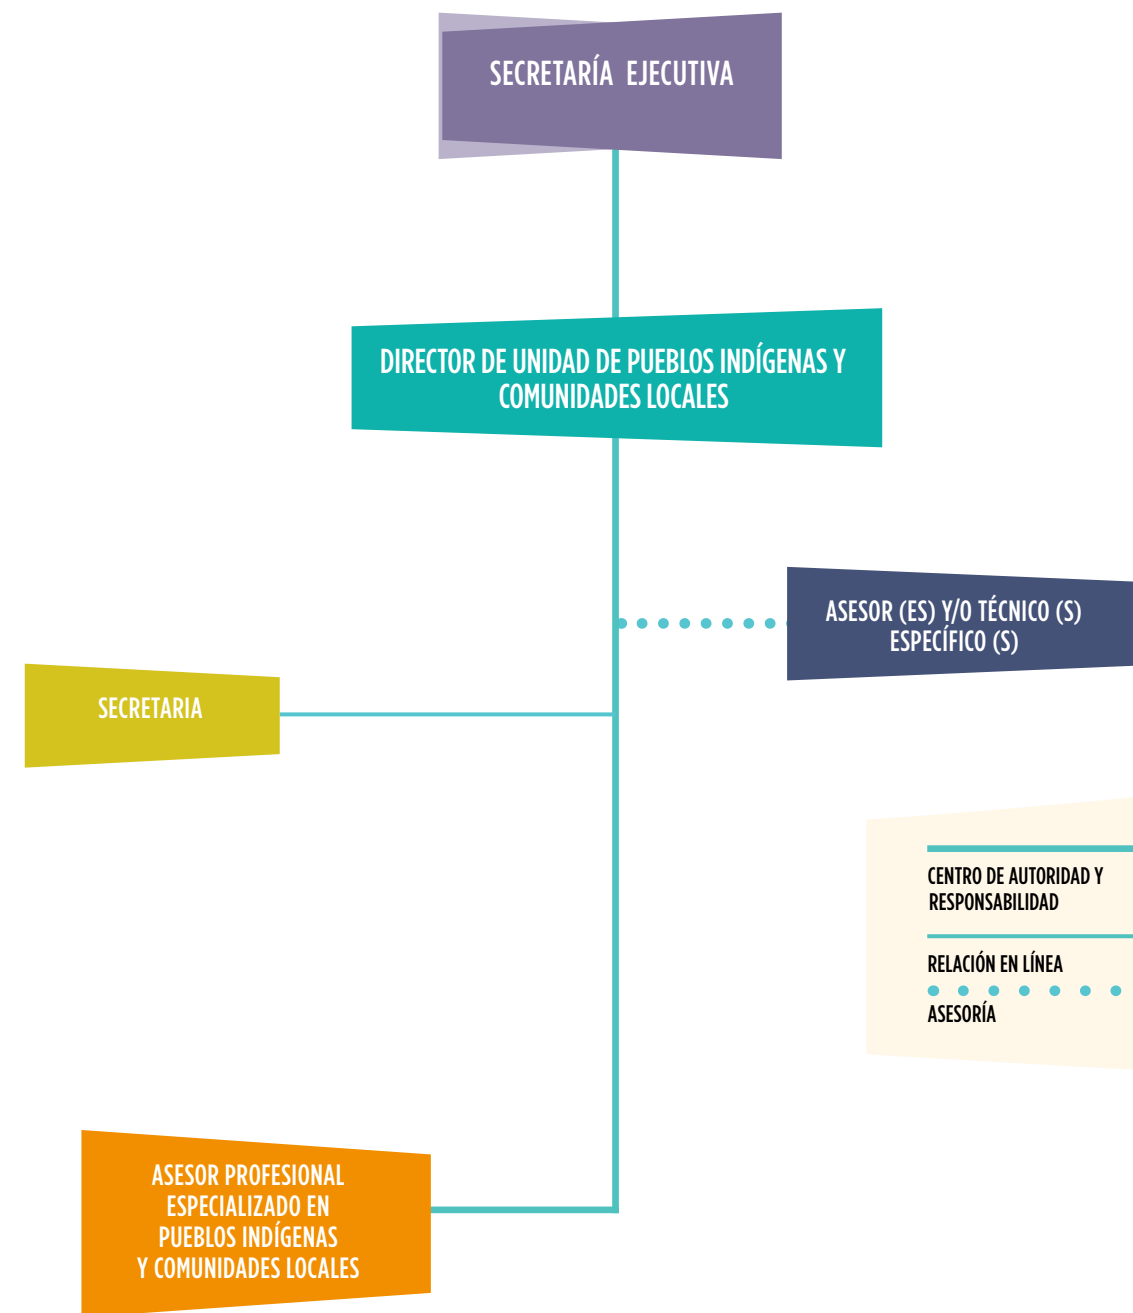 SECRETARÍA EJECUTIVA
DIRECTOR DE UNIDAD DE PUEBLOS INDÍGENAS Y
COMUNIDADES LOCALES
ASESOR (ES) Y/O TÉCNICO (S)
ESPECÍFICO (S)
SECRETARIA
CENTRO DE AUTORIDAD Y
RESPONSABILIDAD
RELACIÓN EN LÍNEA
ASESORÍA
ASESOR PROFESIONAL
ESPECIALIZADO EN
PUEBLOS INDÍGENAS
Y COMUNIDADES LOCALES